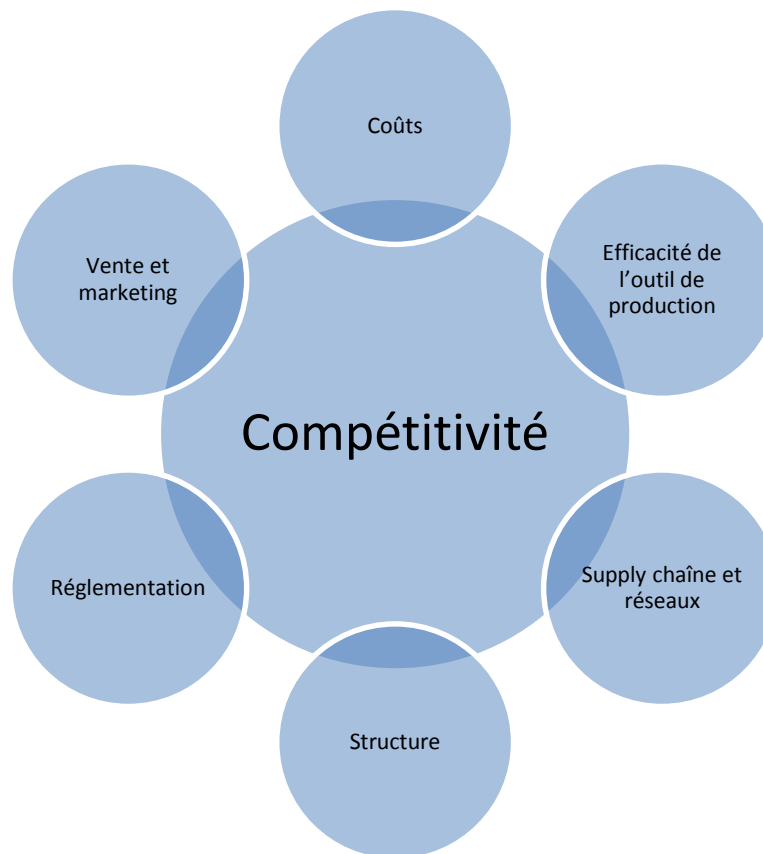 Coûts
Efficacité de
l’outil de
production
Vente et
marketing
Compétitivité
Supply chaîne et
réseaux
Réglementation
Structure